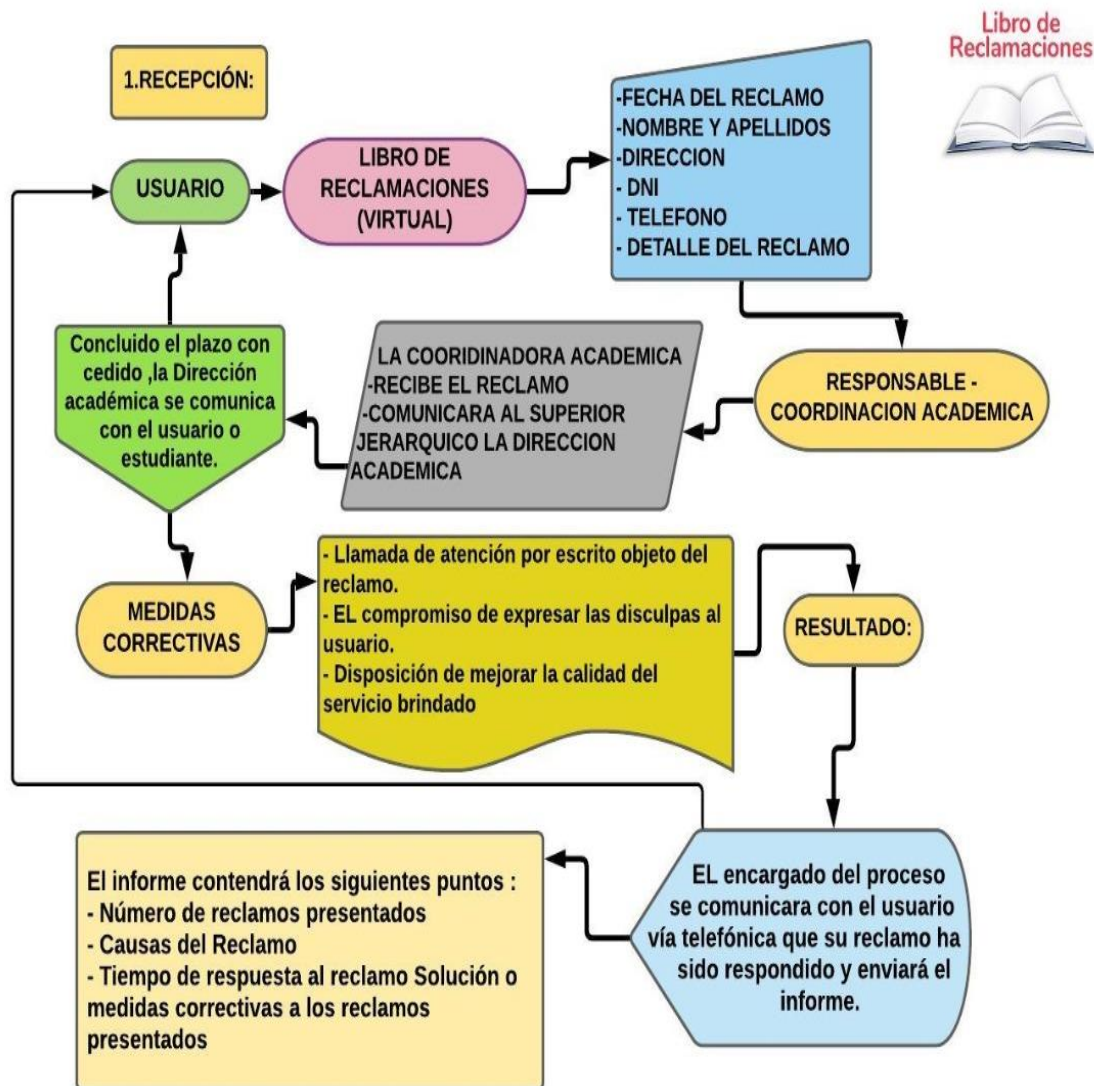 Libro de
Reclamaciones
1.RECEPCIÓN:
USUARIO
LIBRO DE
RECLAMACIONES
(VIRTUAL)
-FECHA DEL RECLAMO
-NOMBRE Y APELLIDOS
-DIRECCION
- DNI
- TELEFONO
- DETALLE DEL RECLAMO
RESPONSABLE -
COORDINACION ACADEMICA
LA COORIDINADORA ACADEMICA
-RECIBE EL RECLAMO
-COMUNICARA AL SUPERIOR
JERARQUICO LA DIRECCION
ACADEMICA
Concluido el plazo con
cedido ,la Dirección
académica se comunica
con el usuario o
estudiante.
MEDIDAS
CORRECTIVAS
- Llamada de atención por escrito objeto del
reclamo.
- EL compromiso de expresar las disculpas al
usuario.
- Disposición de mejorar la calidad del
servicio brindado
RESULTADO:
EL encargado del proceso
se comunicara con el usuario
vía telefónica que su reclamo ha
sido respondido y enviará el
informe.
El informe contendrá los siguientes puntos :
- Número de reclamos presentados
- Causas del Reclamo
- Tiempo de respuesta al reclamo Solución o
medidas correctivas a los reclamos
presentados